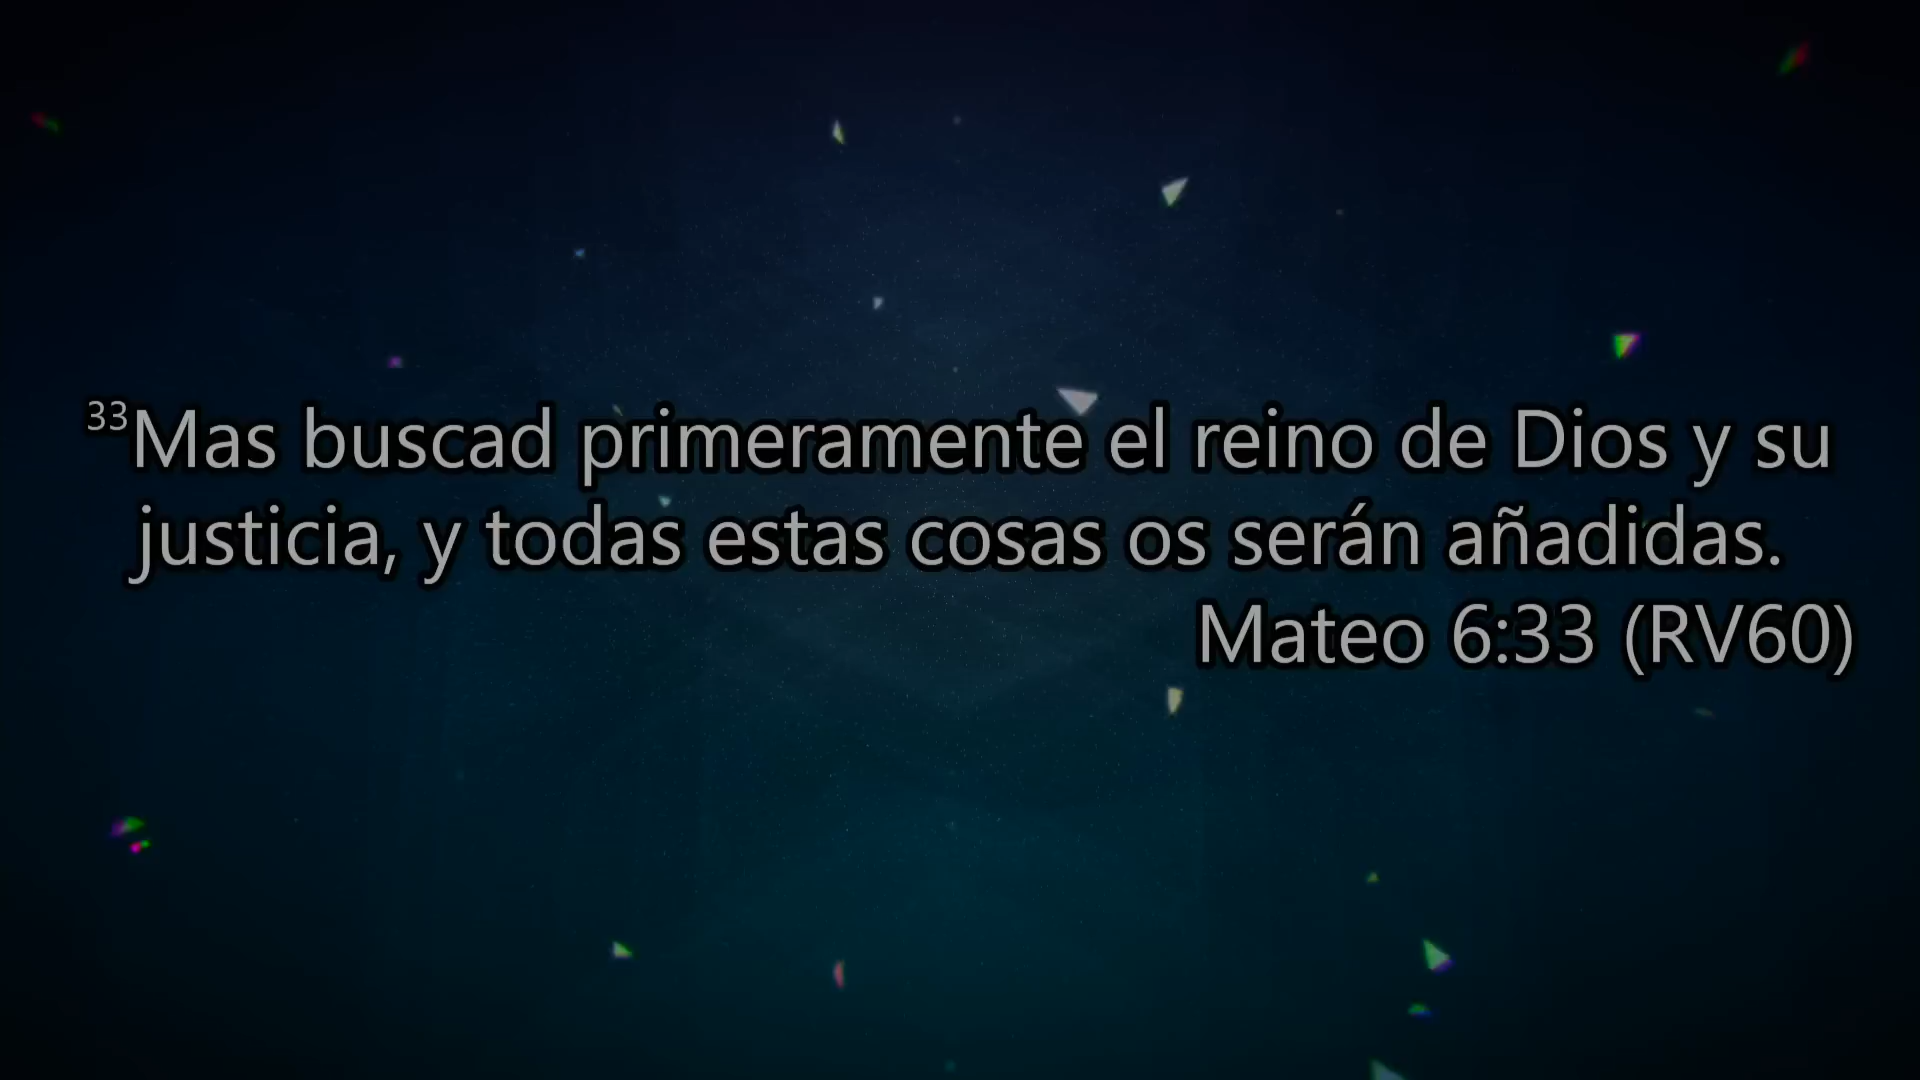 ³³Mas buscad primeramente el reino de Dios y su
justicia, y todas estas cosas os serán añadidas.
Mateo 6:33 (RV60)